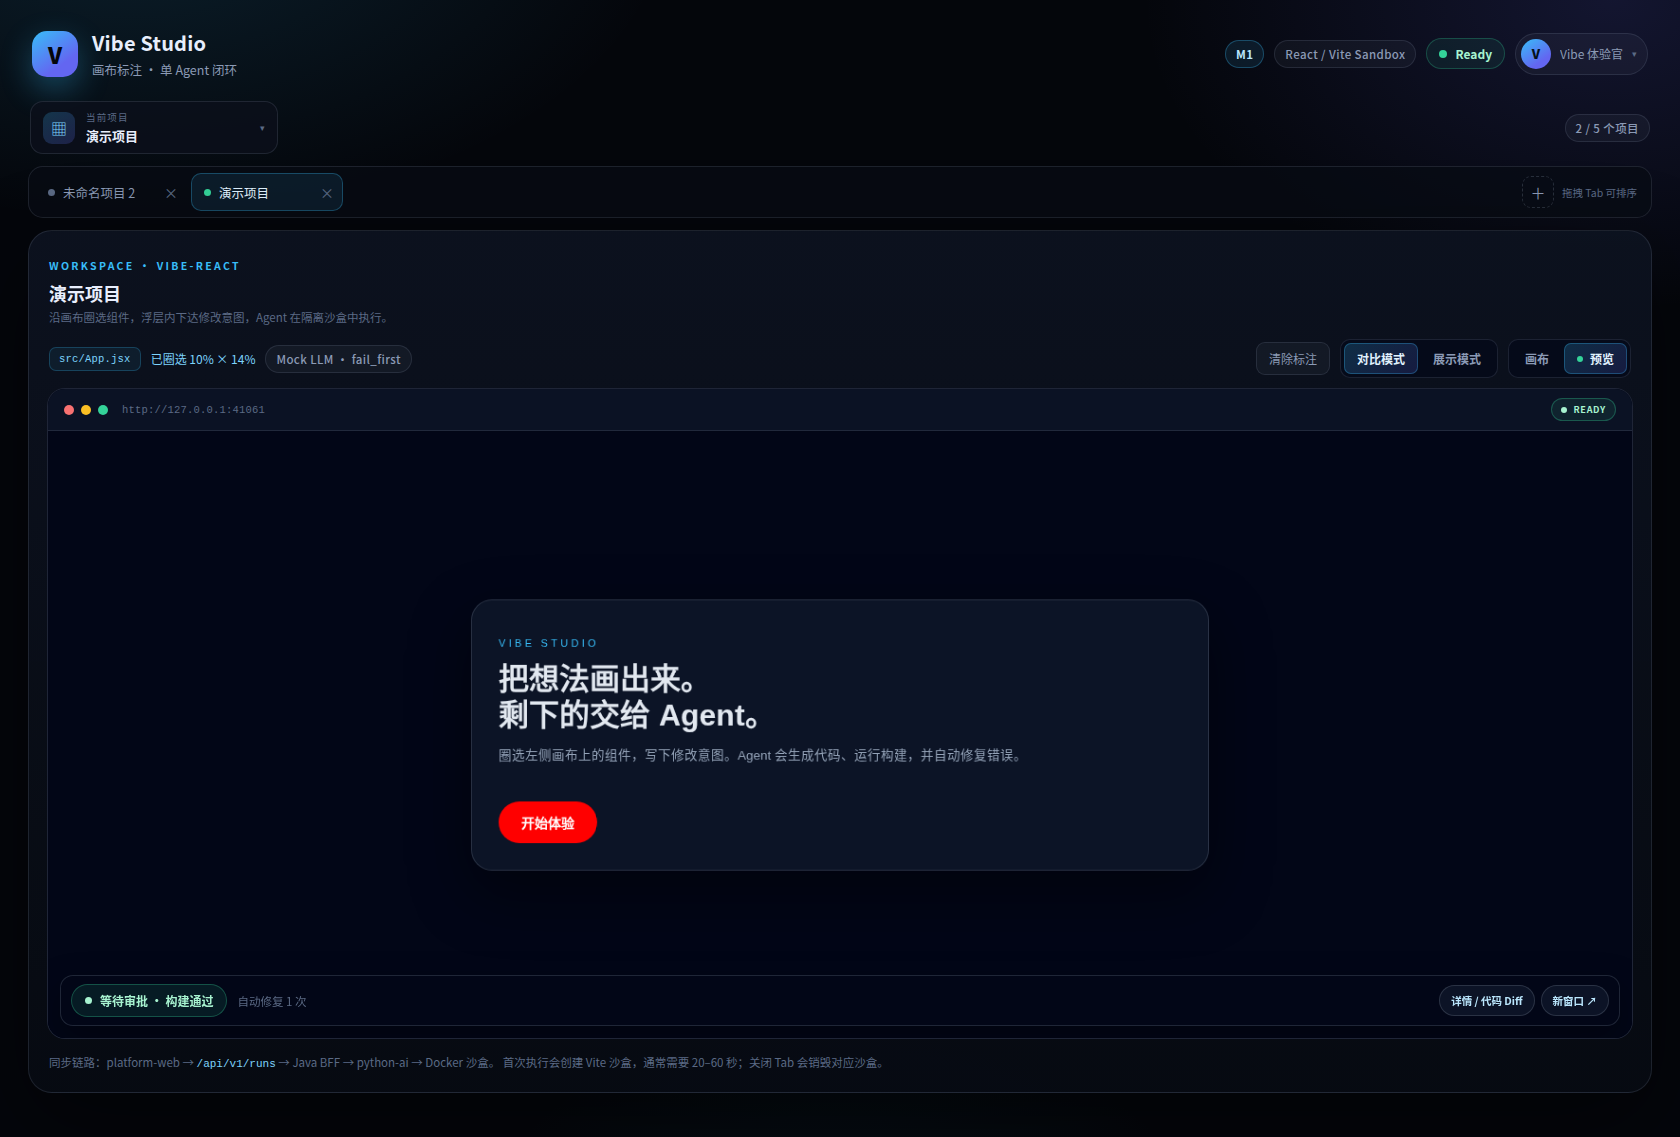 V
Vibe Studio
画布标注 · 单 Agent 闭环
M1
React / Vite Sandbox
Ready
V
Vibe 体验官
当前项目
演示项目
2 / 5 个项目
未命名项目 2
演示项目
+
拖拽 Tab 可排序
WORKSPACE · VIBE-REACT
演示项目
沿画布圈选组件，浮层内下达修改意图，Agent 在隔离沙盒中执行。
src/App.jsx
已圈选 10% × 14%
Mock LLM · fail_first
清除标注
对比模式
展示模式
画布
预览
http://127.0.0.1:41061
READY
VIBE STUDIO
把想法画出来。
剩下的交给 Agent。
圈选左侧画布上的组件，写下修改意图。Agent 会生成代码、运行构建，并自动修复错误。
开始体验
等待审批 · 构建通过
自动修复 1 次
详情 / 代码 Diff
新窗口 ↗
同步链路：platform-web → /api/v1/runs → Java BFF → python-ai → Docker 沙盒。 首次执行会创建 Vite 沙盒，通常需要 20–60 秒；关闭 Tab 会销毁对应沙盒。